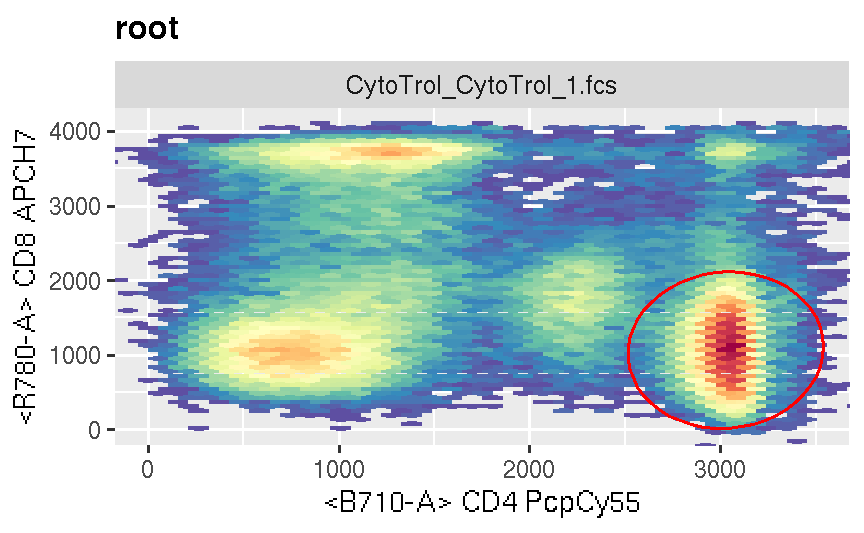 root
CytoTrol_CytoTrol_1.fcs
<R780-A> CD8 APCH7
4000
3000
2000
1000
0
0 1000 2000 3000
<B710-A> CD4 PcpCy55